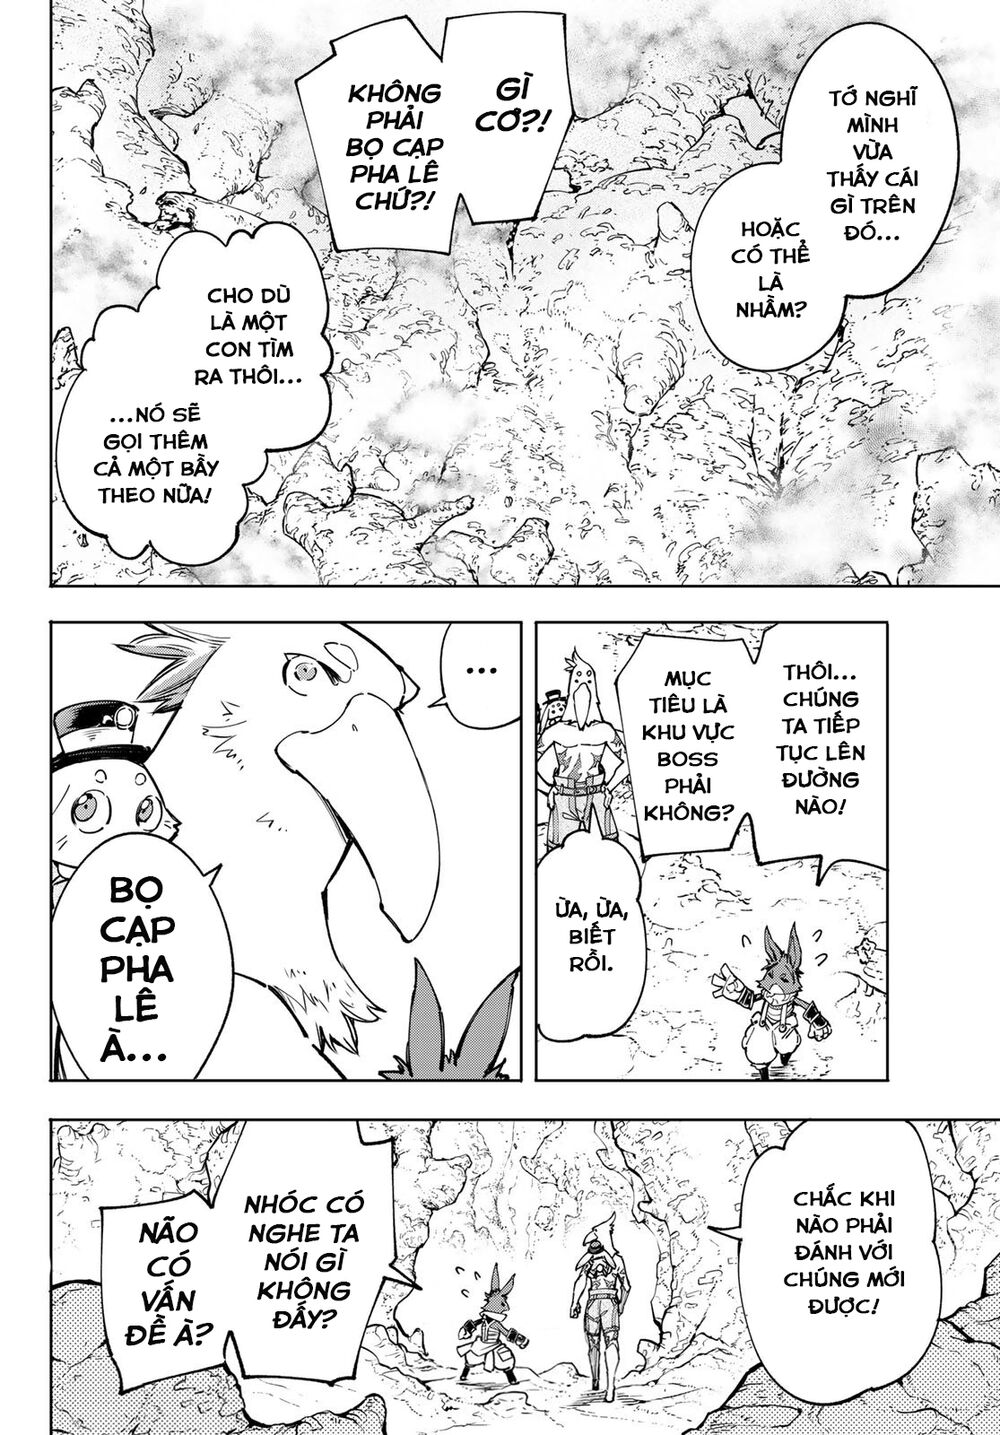 TỚ NGHĨ
MÌNH
VỪA
THẤY CÁI
GÌ TRÊN
ĐÓ...
HOẶC
CÓ THỂ
LÀ
NHẦM?
GÌ
CƠ?!
KHÔNG
PHẢI
BỌ CẠP
PHA LÊ
CHỨ?!
CHO DÙ
LÀ MỘT
CON TÌM
RA THÔI...
...NÓ SẼ
GỌI THÊM
CẢ MỘT BẦY
THEO NỮA!
THÔI...
CHÚNG
TA TIẾP
TỤC LÊN
ĐƯỜNG
NÀO!
MỤC
TIÊU LÀ
KHU VỰC
BOSS
PHẢI
KHÔNG?
ỪA, ỪA,
BIẾT
RỒI.
...
BỌ
CẠP
PHA
LÊ
À...
CHẮC KHI
NÀO PHẢI
ĐÁNH VỚI
CHÚNG MỚI
ĐƯỢC!
NHÓC CÓ
NGHE TA
NÓI GÌ
KHÔNG
ĐẤY?
NÃO
CÓ
VẤN
ĐỀ À?